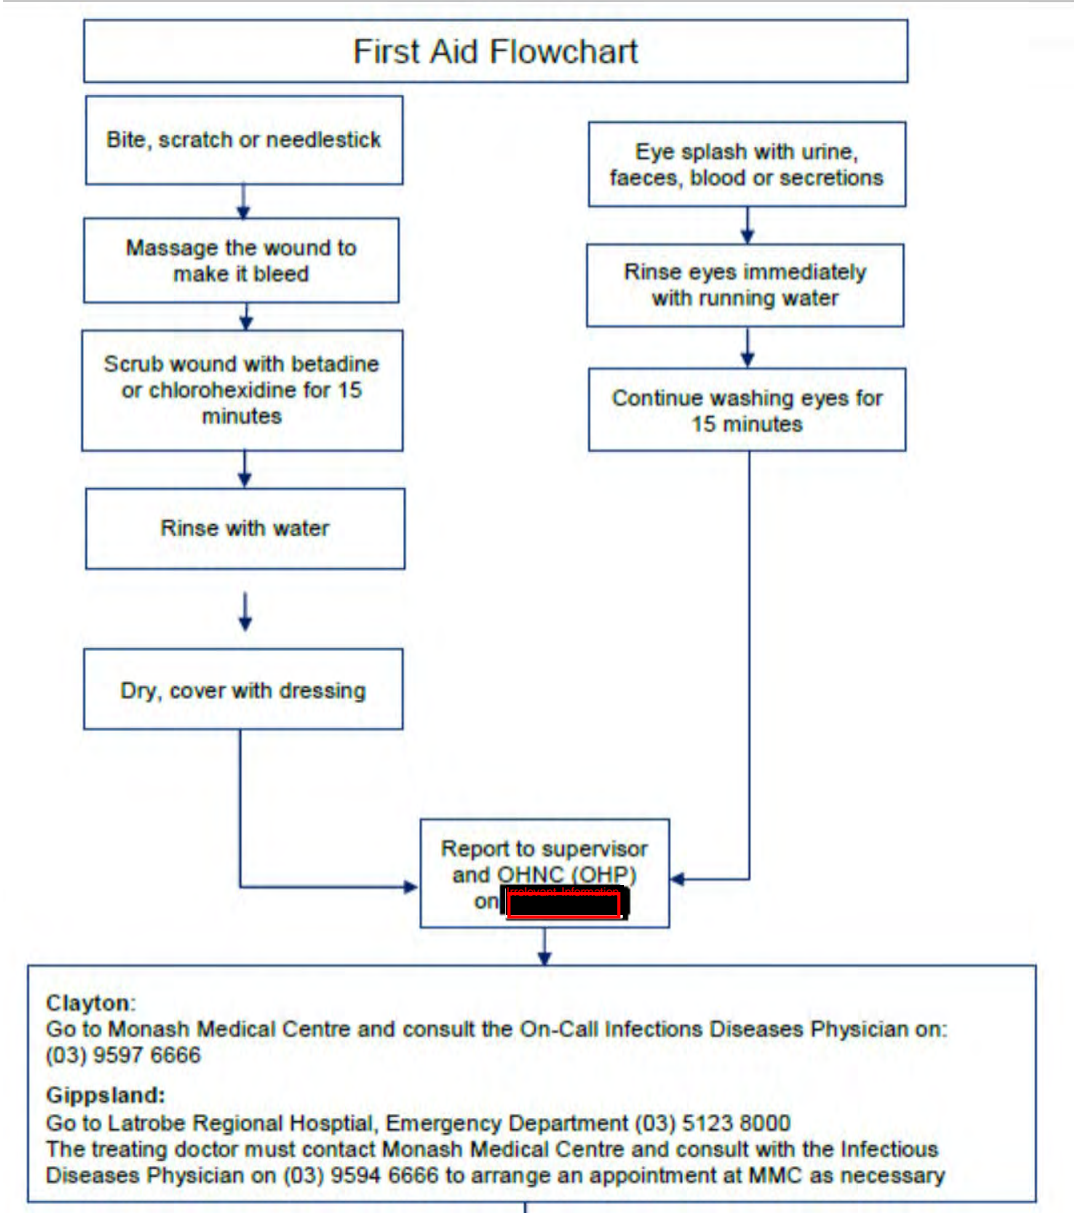 First Aid Flowchart
Bite, scratch or needlestick
Massage the wound to
make it bleed
Scrub wound with betadine
or chlorohexidine for 15
minutes
Rinse with water
Dry, cover with dressing
Eye splash with urine,
faeces, blood or secretions
Rinse eyes immediately
with running water
Continue washing eyes for
15 minutes
Report to supervisor
and OHNC (OHP)
on
Irrelevant Information
Clayton:
Go to Monash Medical Centre and consult the On-Call Infections Diseases Physician on:
(03) 9597 6666
Gippsland:
Go to Latrobe Regional Hosptial, Emergency Department (03) 5123 8000
The treating doctor must contact Monash Medical Centre and consult with the Infectious
Diseases Physician on (03) 9594 6666 to arrange an appointment at MMC as necessary